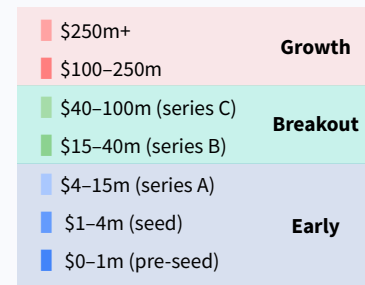 $250m+
$100–250m
Growth
$40–100m (series C)
$15–40m (series B)
Breakout
$4–15m (series A)
$1–4m (seed)
$0–1m (pre-seed)
Early